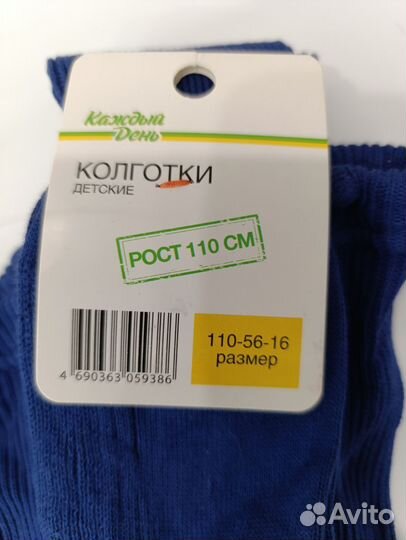 Каждый
День
КОЛГОТКИ
ДЕТСКИЕ
РОСТ 110 СМ
110-56-16
размер
4 690363 059386
Avito